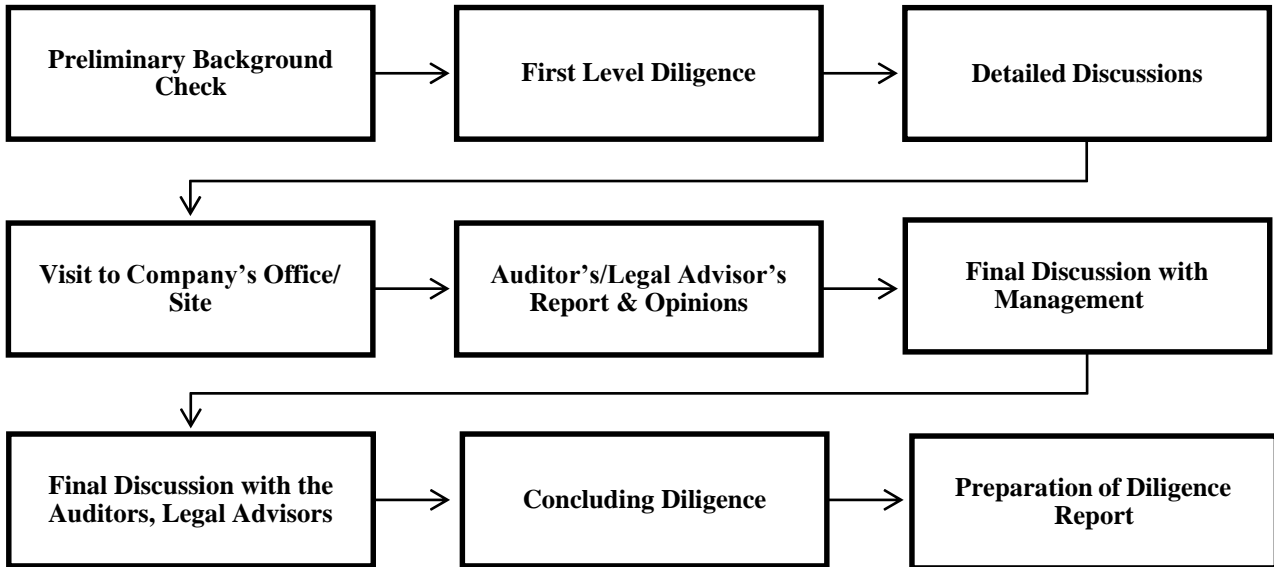 Preliminary Background
Check
First Level Diligence
Detailed Discussions
Visit to Company’s Office/
Site
Auditor’s/Legal Advisor’s
Report & Opinions
Final Discussion with
Management
Final Discussion with the
Auditors, Legal Advisors
Concluding Diligence
Preparation of Diligence
Report